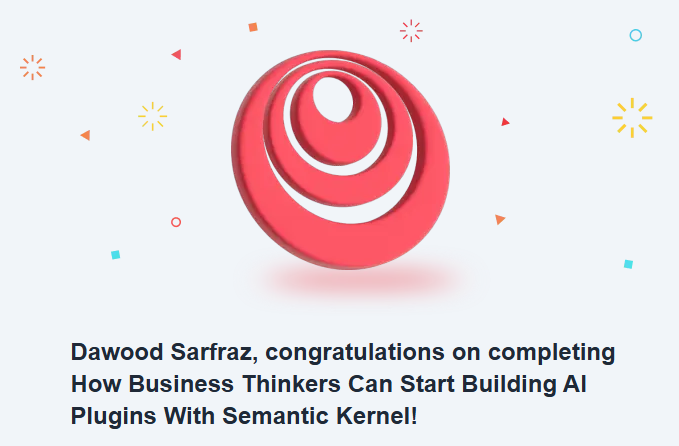 Dawood Sarfraz, congratulations on completing
How Business Thinkers Can Start Building AI
Plugins With Semantic Kernel!